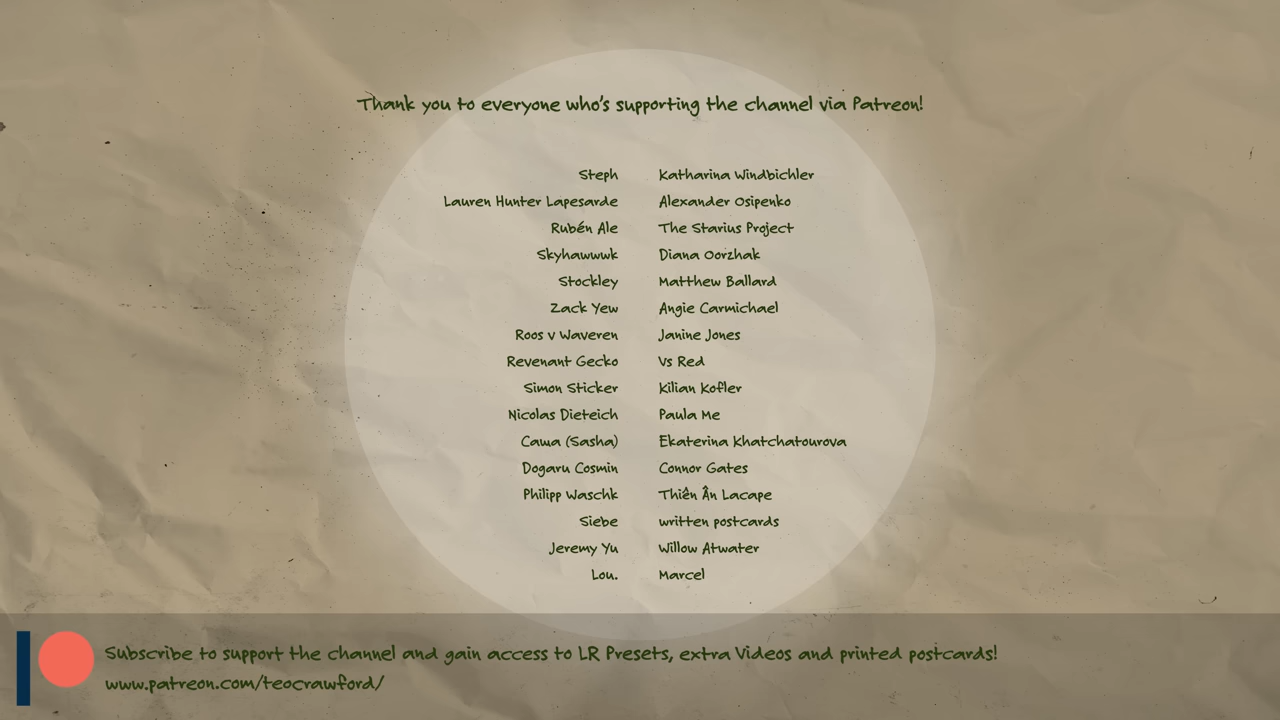 Thank you to everyone who's supporting the channel via Patreon!
Steph Katharina Windbichler
Lauren Hunter Lapesarde Alexander Osipenko
Rubén Ale The Starius Project
Skyhawwwk Diana Oorzhak
Stockley Matthew Ballard
Zack Yew Angie Carmichael
Roos v Waveren Janine Jones
Revenant Gecko Vs Red
Simon Sticker Kilian Kofler
Nicolas Dieteich Paula Me
Саша (Sasha) Ekaterina Khatchatourova
Dogaru Cosmin Connor Gates
Philipp Waschk Thiên Ân Lacape
Siebe written postcards
Jeremy Yu Willow Atwater
Lou. Marcel
Subscribe to support the channel and gain access to LR Presets, extra Videos and printed postcards!
www.patreon.com/teocrawford/